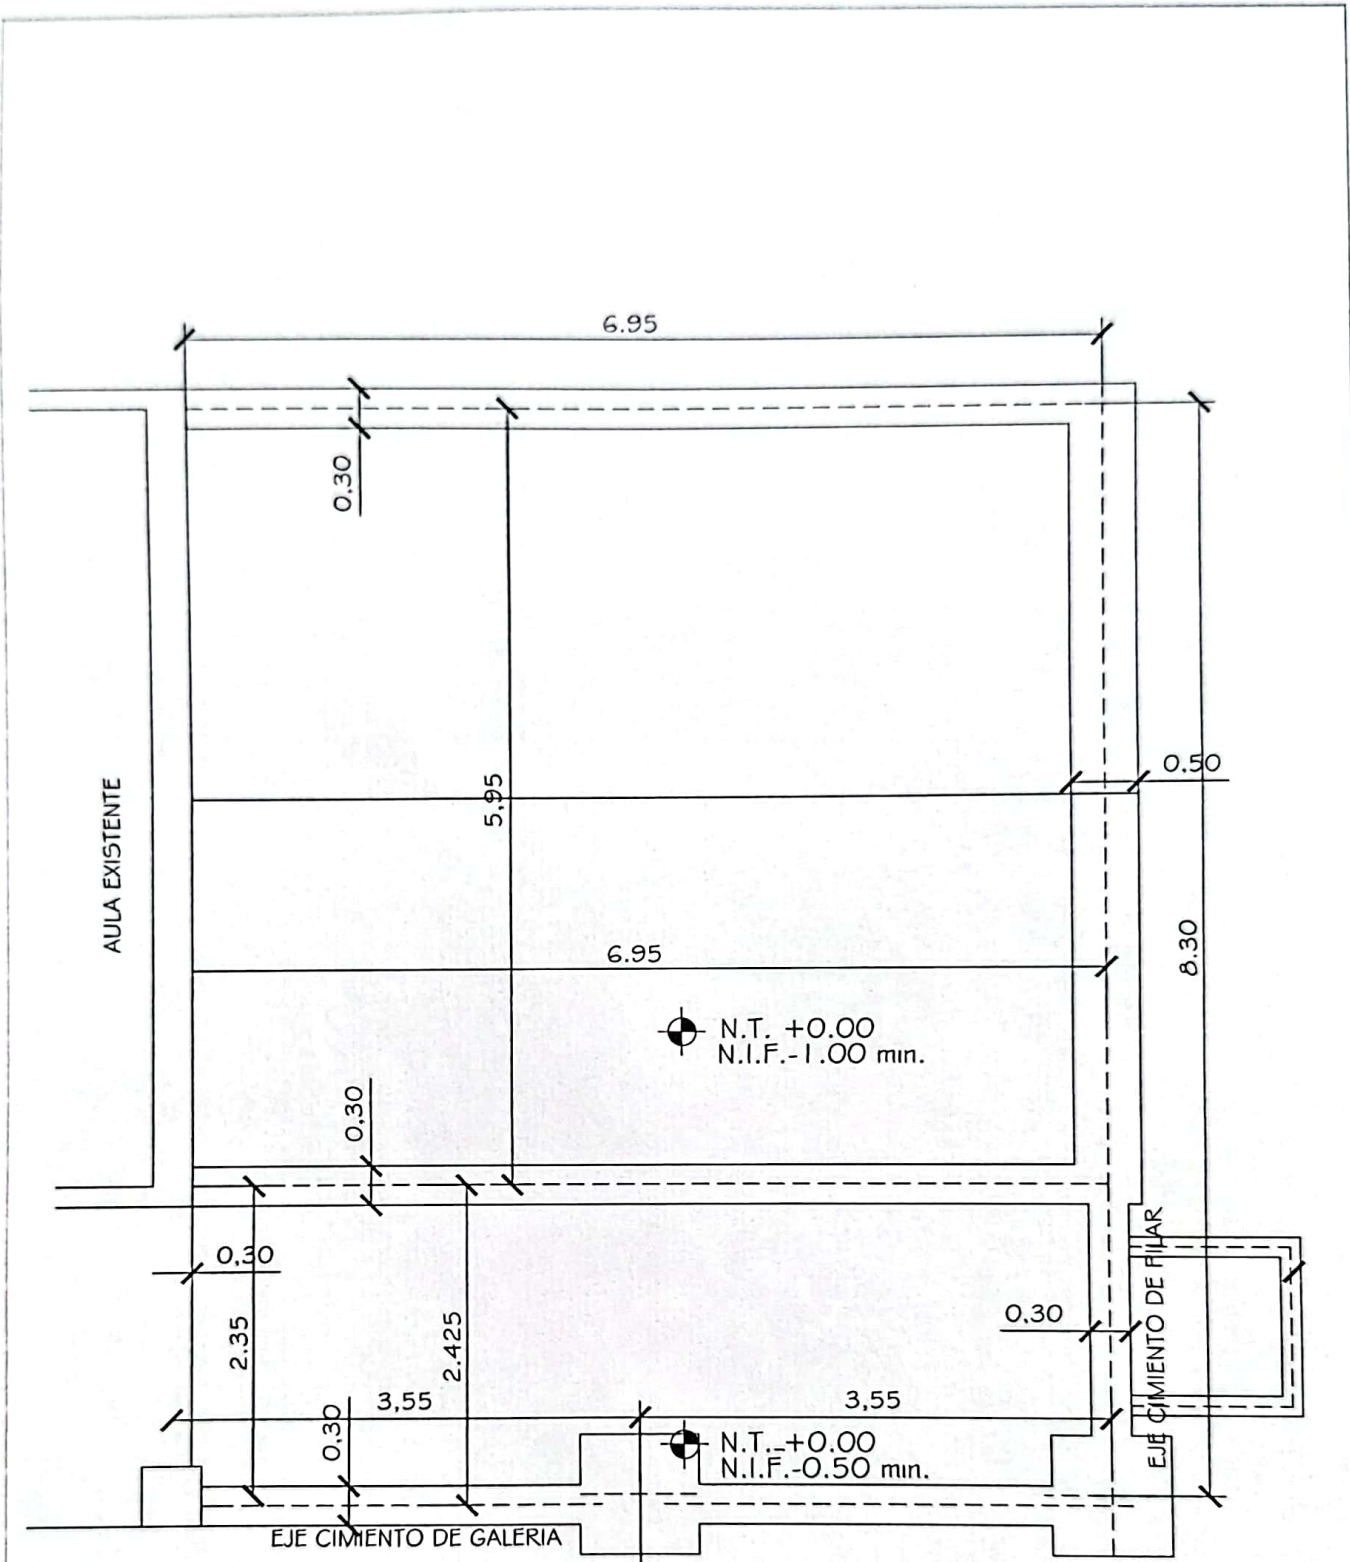 6.95
0.30
0.50
5.95
AULA EXISTENTE
8.30
6.95
N.T. +0.00
N.I.F.-1.00 min.
0,30
0,30
EJE CIMIENTO DE PILAR
0.30
2.35
2.425
3,55
3,55
0,30
N.T. +0.00
N.I.F.-0.50 min.
EJE CIMIENTO DE GALERIA